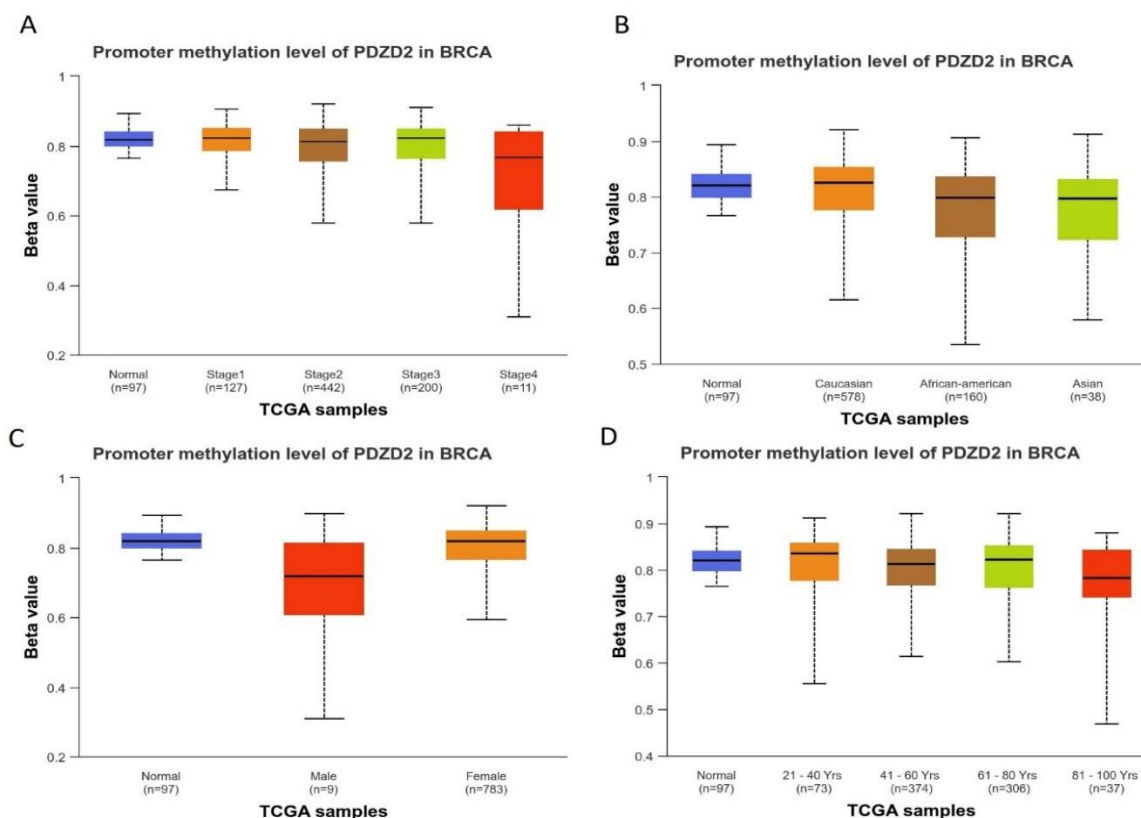 A
Promoter methylation level of PDZD2 in BRCA
Beta value
1
0.8
0.6
0.4
0.2
Normal
(n=97)
Stage1
(n=127)
Stage2
(n=442)
Stage3
(n=200)
Stage4
(n=11)
TCGA samples
B
Promoter methylation level of PDZD2 in BRCA
Beta value
1
0.9
0.8
0.7
0.6
0.5
Normal
(n=97)
Caucasian
(n=578)
African-american
(n=160)
Asian
(n=38)
TCGA samples
C
Promoter methylation level of PDZD2 in BRCA
Beta value
1
0.8
0.6
0.4
0.2
Normal
(n=97)
Male
(n=9)
Female
(n=783)
TCGA samples
D
Promoter methylation level of PDZD2 in BRCA
Beta value
1
0.9
0.8
0.7
0.6
0.5
0.4
Normal
(n=97)
21 - 40 Yrs
(n=73)
41 - 60 Yrs
(n=374)
61 - 80 Yrs
(n=306)
81 - 100 Yrs
(n=37)
TCGA samples